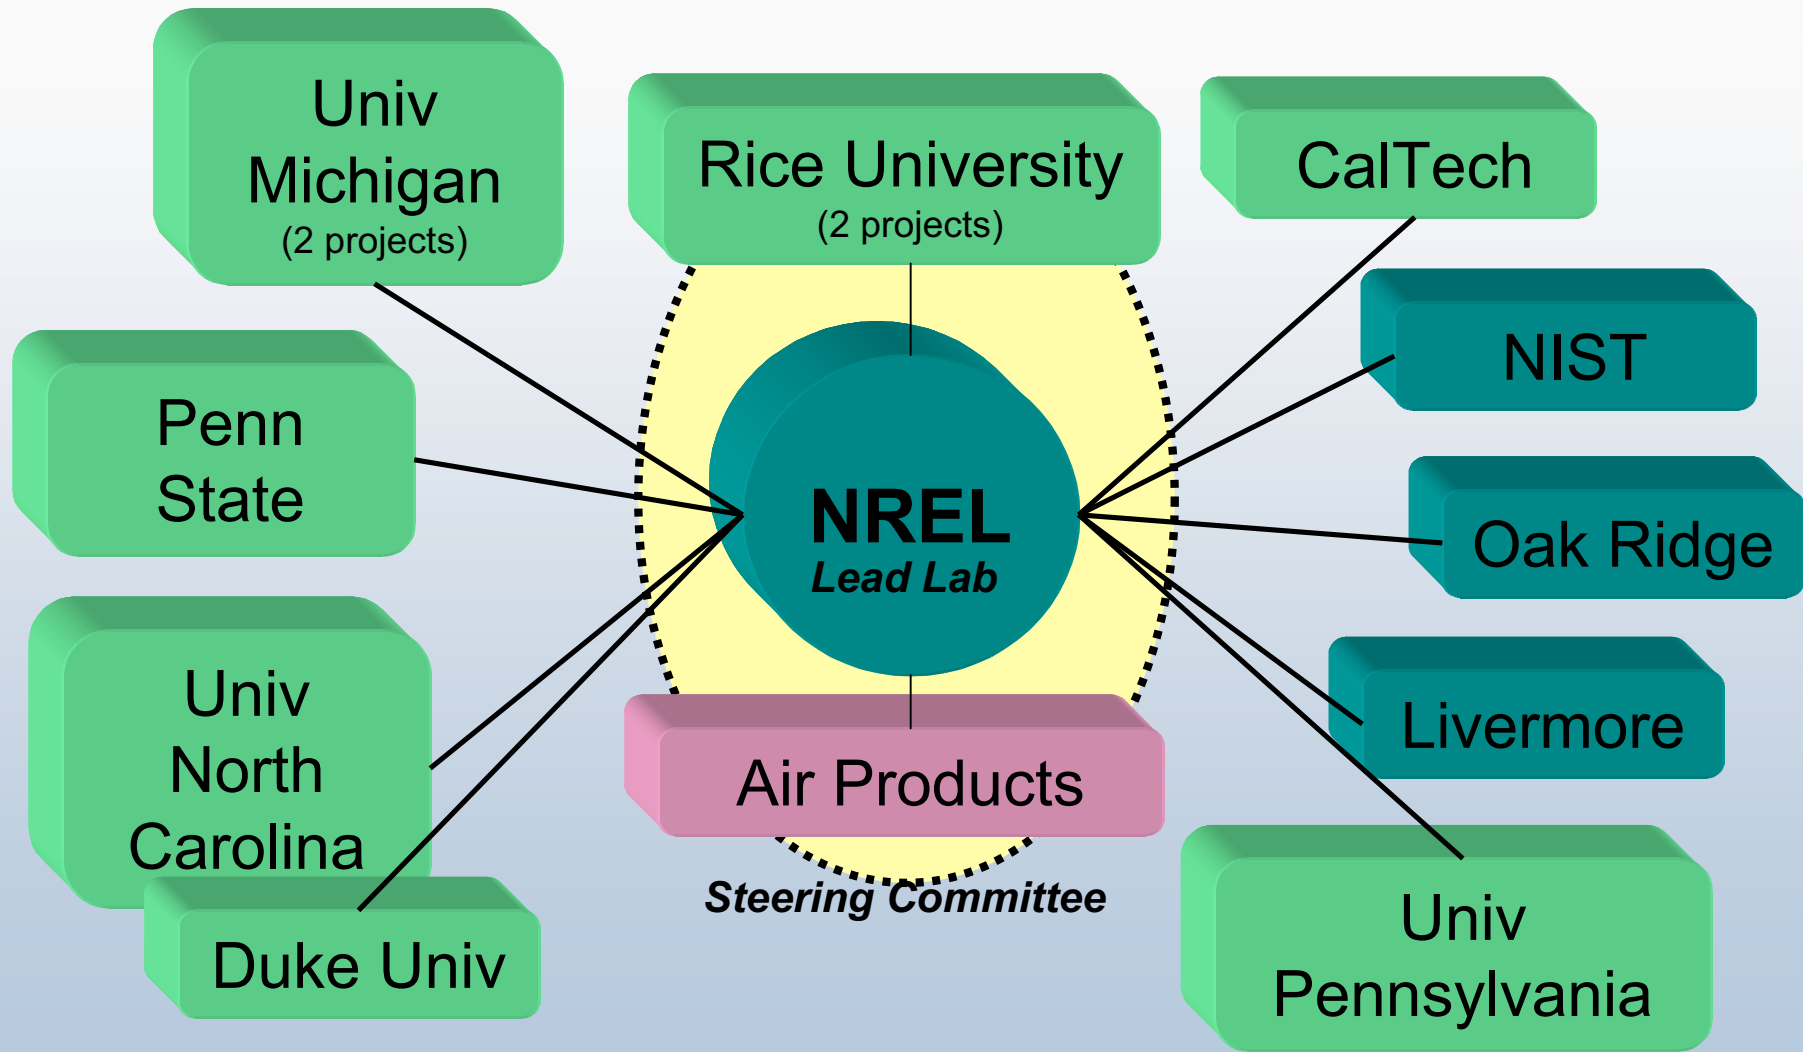 Univ
Michigan
(2 projects)
Rice University
(2 projects)
CalTech
NIST
Penn
State
NREL
Lead Lab
Oak Ridge
Univ
North
Carolina
Livermore
Air Products
Steering Committee
Duke Univ
Univ
Pennsylvania